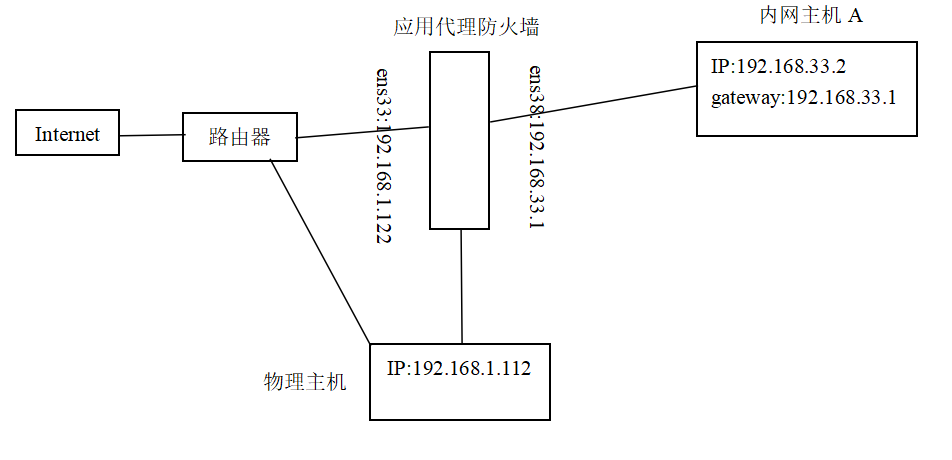 内网主机 A
应用代理防火墙
IP:192.168.33.2
gateway:192.168.33.1
ens33:192.168.1.122
ens38:192.168.33.1
Internet
路由器
IP:192.168.1.112
物理主机